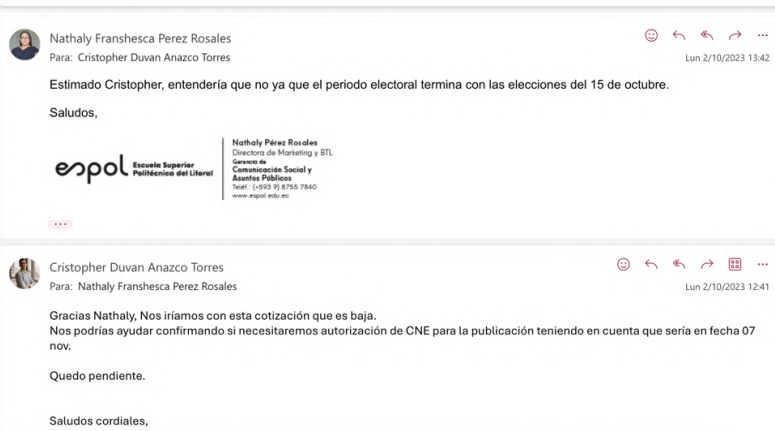 Nathaly Franshesca Perez Rosales
Para: Cristopher Duvan Anazco Torres
Lun 2/10/2023 13:42
Estimado Cristopher, entendería que no ya que el periodo electoral termina con las elecciones del 15 de octubre.
Saludos,
espol
Escuela Superior
Politécnica del Litoral
Nathaly Pérez Rosales
Directora de Marketing y BTL
Gerencia de
Comunicación Social y
Asuntos Públicos
Teléf.: (+593 9) 8755 7840
www.espol.edu.ec
Cristopher Duvan Anazco Torres
Para: Nathaly Franshesca Perez Rosales
Lun 2/10/2023 12:41
Gracias Nathaly, Nos iríamos con esta cotización que es baja.
Nos podrías ayudar confirmando si necesitaremos autorización de CNE para la publicación teniendo en cuenta que sería en fecha 07
nov.
Quedo pendiente.
Saludos cordiales,